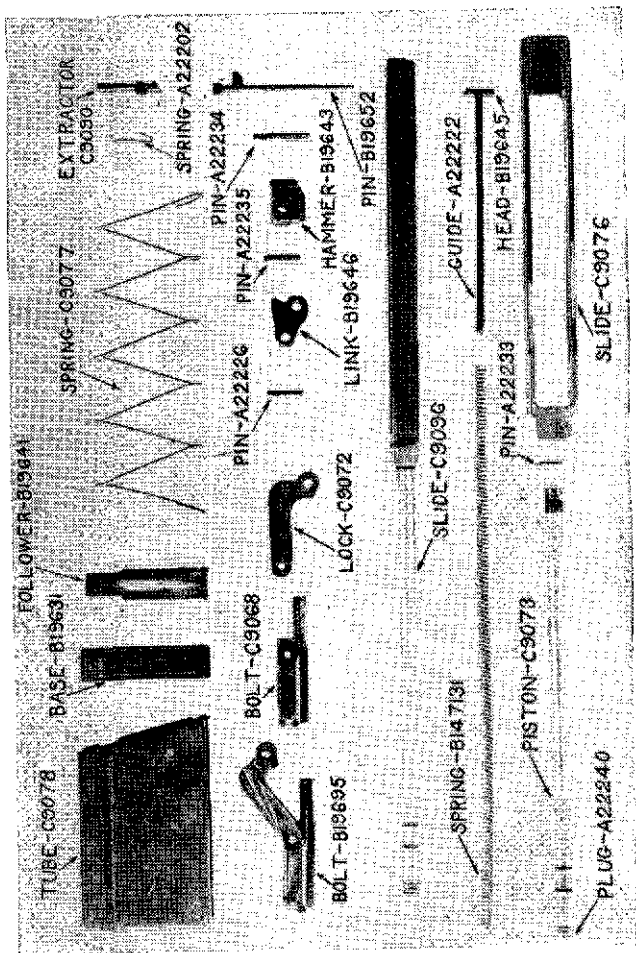 TUBE-C9078
BASE-B19631
FOLLOWER-B19641
SPRING-C9077
EXTRACTOR
C9090
SPRING-A22202
BOLT-B19695
BOLT-C9068
LOCK-C9072
PIN-A22226
LINK-B19646
PIN-A22235
HAMMER-B19643
PIN-A22234
PIN-B19652
SLIDE-C9096
SPRING-B147131
GUIDE-A22222
HEAD-B19645
PLUG-A22240
PISTON-C9073
PIN-A22233
SLIDE-C9076